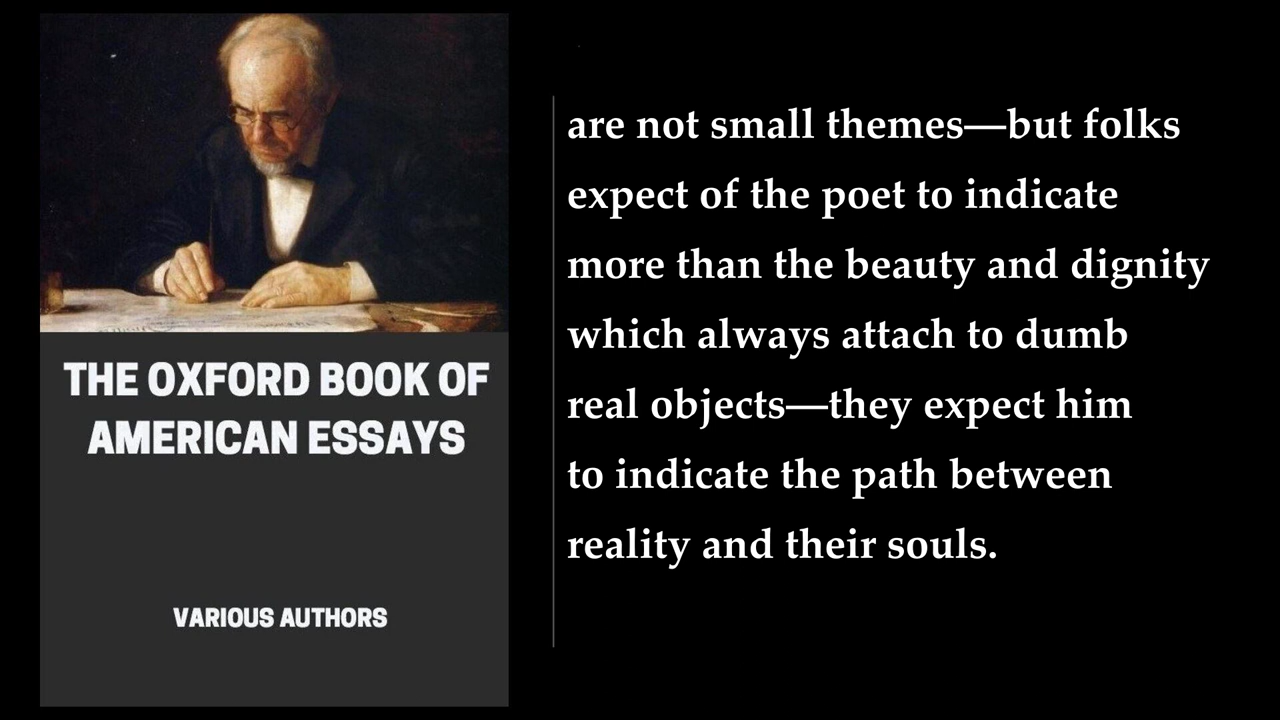 THE OXFORD BOOK OF
AMERICAN ESSAYS
VARIOUS AUTHORS
are not small themes—but folks
expect of the poet to indicate
more than the beauty and dignity
which always attach to dumb
real objects—they expect him
to indicate the path between
reality and their souls.